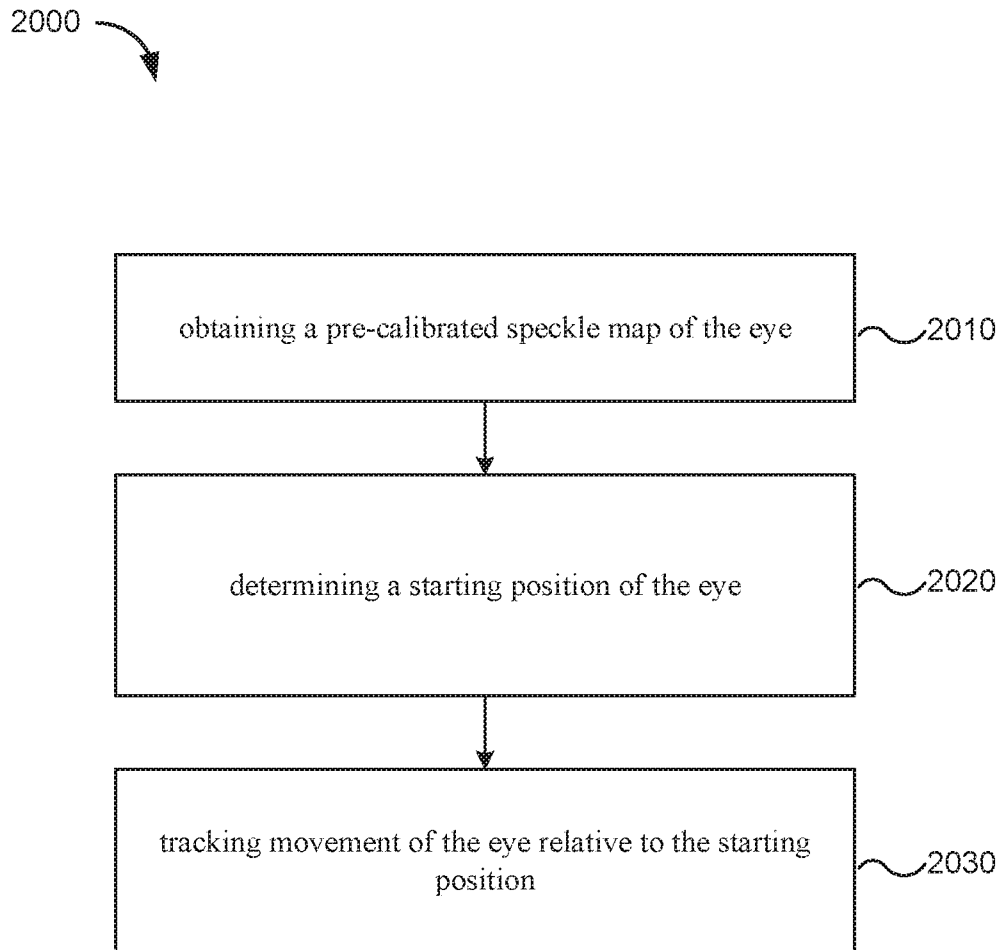 2000
obtaining a pre-calibrated speckle map of the eye
2010
determining a starting position of the eye
2020
tracking movement of the eye relative to the starting
position
2030